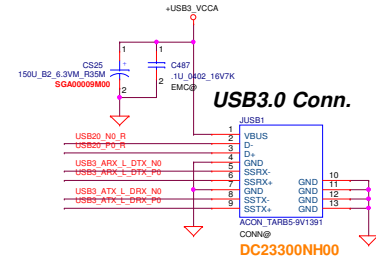 +USB3_VCCA
CS25
150U_B2_6.3VM_R35M
SGA00009M00
1
2
1
2
C487
.1U_0402_16V7K
EMC@
USB3.0 Conn.
JUSB1
USB20_N0_R
USB20_P0_R
USB3_ARX_L_DTX_N0
USB3_ARX_L_DTX_P0
USB3_ATX_L_DRX_N0
USB3_ATX_L_DRX_P0
1 VBUS
2 D-
3 D+
4 GND
5 SSRX-
6 SSRX+ GND 10
7 GND GND 11
8 SSTX- GND 12
9 SSTX+ GND 13
ACON_TARB5-9V1391
CONN@
DC23300NH00